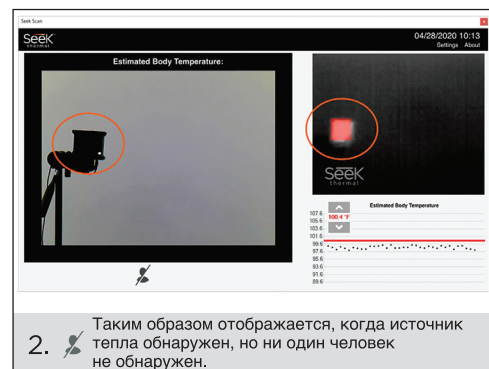 Seek Scan
Seek
thermal
04/28/2020 10:13
Settings About
Estimated Body Temperature:
Seek
thermal
Estimated Body Temperature
107.6
105.6
100.4 °F
103.6
101.6
99.6
97.6
95.6
93.6
91.6
89.6
2. Таким образом отображается, когда источник
тепла обнаружен, но ни один человек
не обнаружен.